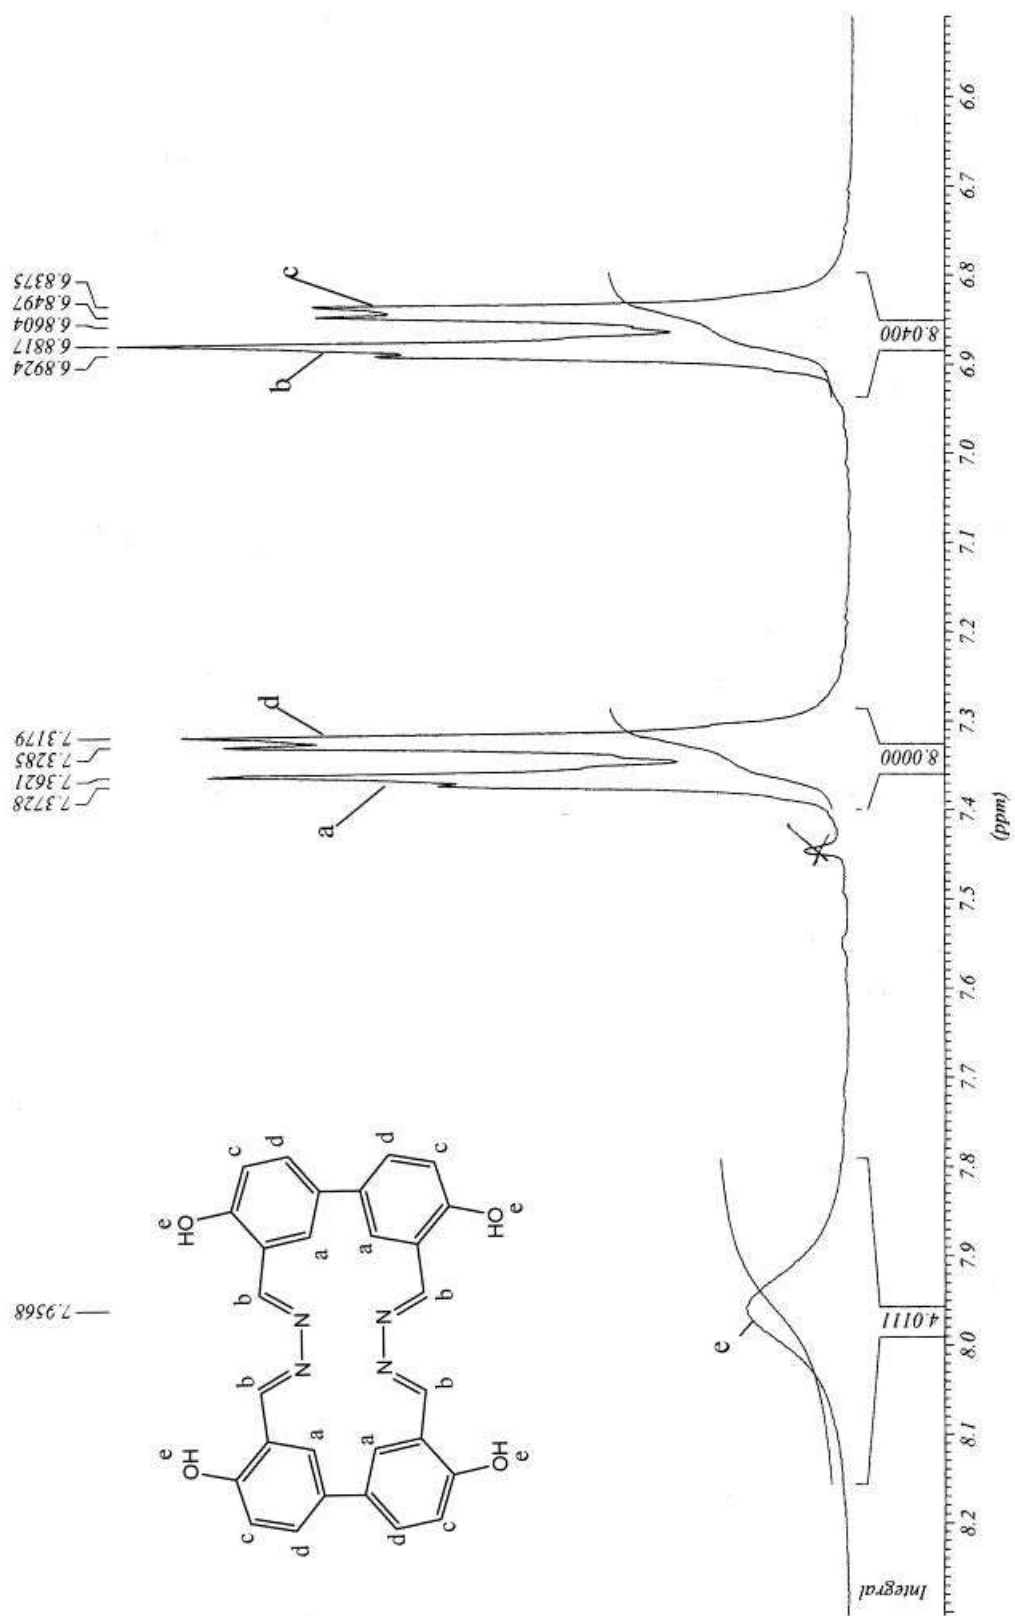 7.9568
7.3728
7.3621
7.3285
7.3179
6.8924
6.8817
6.8604
6.8497
6.8375
e
HO
c
d
b
a
N
N
a
b
d
c
OH
e
e
OH
c
d
b
a
N
N
a
b
d
c
HO
e
e
a
d
b
c
Integral
4.0111
8.0000
8.0400
8.2
8.1
8.0
7.9
7.8
7.7
7.6
7.5
7.4
7.3
7.2
7.1
7.0
6.9
6.8
6.7
6.6
(ppm)